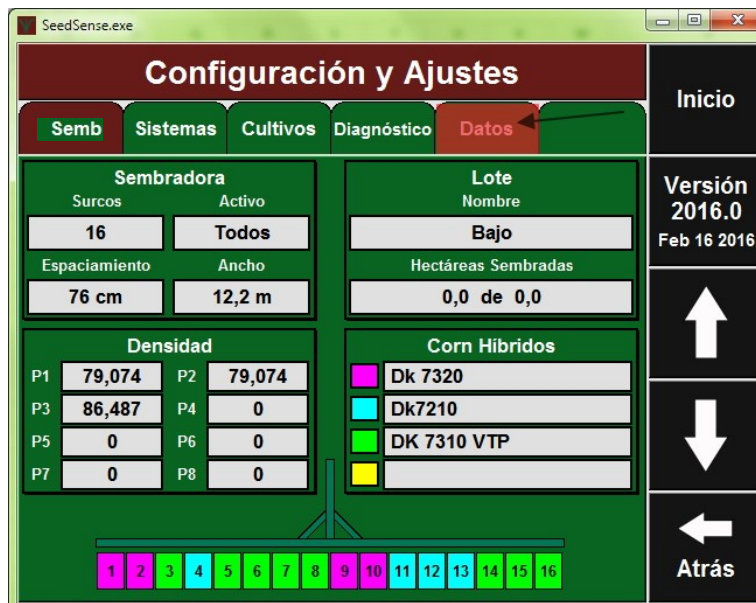 SeedSense.exe
Configuración y Ajustes
Inicio
Semb Sistemas Cultivos Diagnóstico Datos
Versión
2016.0
Feb 16 2016
Sembradora
Surcos Activo
16 Todos
Espaciamiento Ancho
76 cm 12,2 m
Lote
Nombre
Bajo
Hectáreas Sembradas
0,0 de 0,0
Densidad
P1 79,074 P2 79,074
P3 86,487 P4 0
P5 0 P6 0
P7 0 P8 0
Corn Híbridos
Dk 7320
Dk7210
DK 7310 VTP
1 2 3 4 5 6 7 8 9 10 11 12 13 14 15 16
Atrás